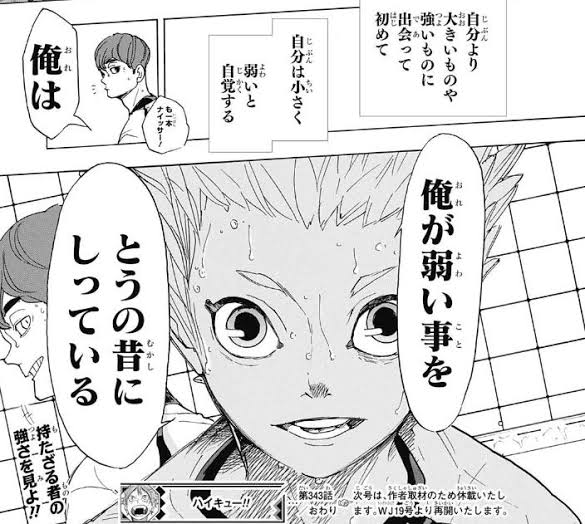 自分より
大きいものや
強いものに
出会って
初めて
自分は小さく
弱いと
自覚する
も一本
ナイッサー!
俺は
俺が弱い事を
とうの昔に
しっている
持たざる者の
強さを見よ!!
ハイキュー!!
第343話
おわり
次号は、作者取材のため休載いたし
ます。WJ19号より再開いたします。